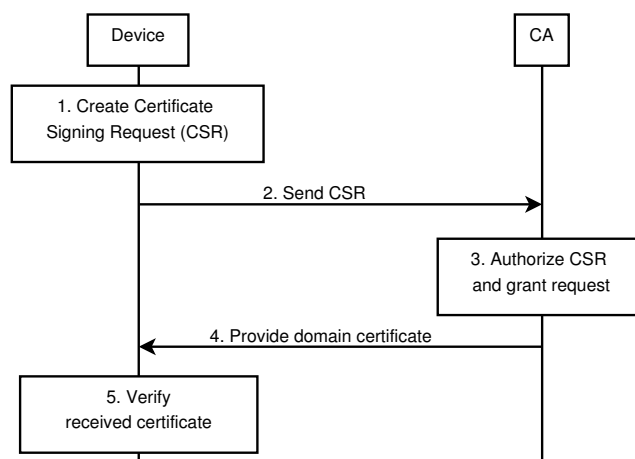 Device
CA
1. Create Certificate
Signing Request (CSR)
2. Send CSR
3. Authorize CSR
and grant request
4. Provide domain certificate
5. Verify
received certificate